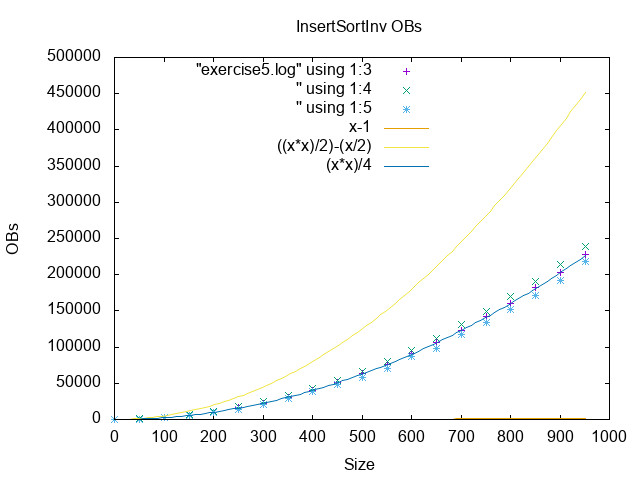 InsertSortInv OBs
500000
450000
400000
350000
300000
250000
200000
150000
100000
50000
0
OBs
"exercise5.log" using 1:3
'' using 1:4
'' using 1:5
x-1
((x*x)/2)-(x/2)
(x*x)/4
0 100 200 300 400 500 600 700 800 900 1000
Size